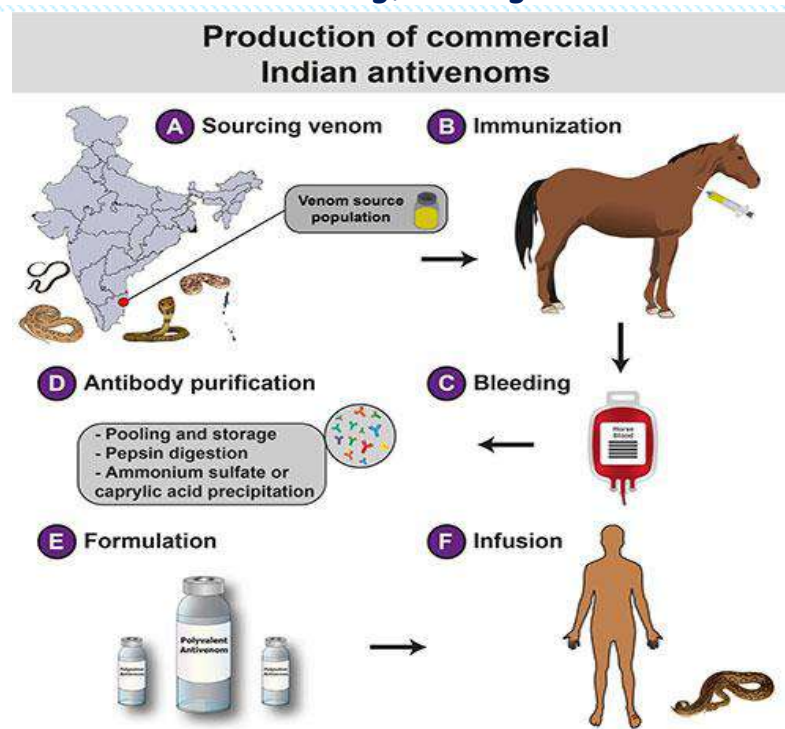 Production of commercial
Indian antivenoms
A Sourcing venom
B Immunization
Venom source
population
D Antibody purification
C Bleeding
- Pooling and storage
- Pepsin digestion
- Ammonium sulfate or
caprylic acid precipitation
Horse
Blood
E Formulation
F Infusion
Polyvalent
Antivenom